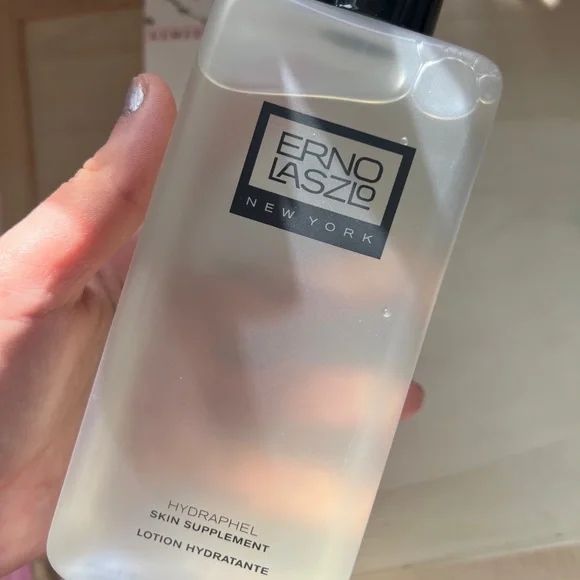 ERNO
LASZLO
NEW YORK
HYDRAPHEL
SKIN SUPPLEMENT
LOTION HYDRATANTE